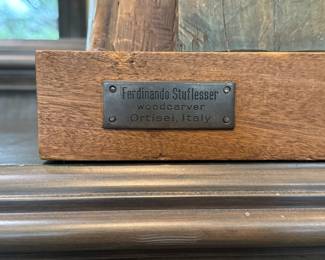 Ferdinando Stuflesser
woodcarver
Ortisei, Italy